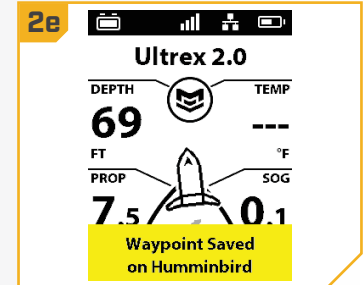 2e
Ultrex 2.0
DEPTH TEMP
69 ---
FT °F
PROP SOG
7.5 0.1
Waypoint Saved
on Humminbird